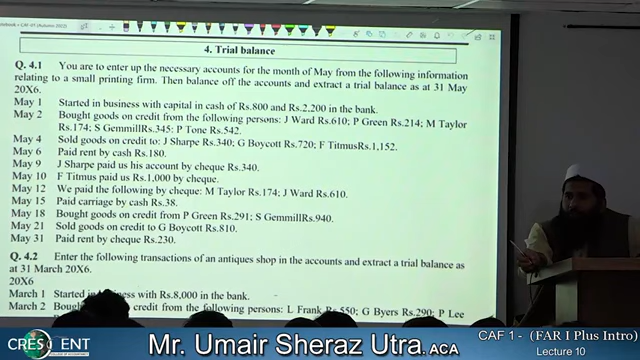 Notebook » CAF-01 (Autumn 2022)
4. Trial balance
Q. 4.1 You are to enter up the necessary accounts for the month of May from the following information
relating to a small printing firm. Then balance off the accounts and extract a trial balance as at 31 May
20X6.
May 1 Started in business with capital in cash of Rs.800 and Rs.2,200 in the bank.
May 2 Bought goods on credit from the following persons: J Ward Rs.610; P Green Rs.214; M Taylor
Rs.174; S GemmillRs.345; P Tone Rs.542.
May 4 Sold goods on credit to: J Sharpe Rs.340; G Boycott Rs.720; F TitmusRs.1,152.
May 6 Paid rent by cash Rs.180.
May 9 J Sharpe paid us his account by cheque Rs.340.
May 10 F Titmus paid us Rs.1,000 by cheque.
May 12 We paid the following by cheque: M Taylor Rs.174; J Ward Rs.610.
May 15 Paid carriage by cash Rs.38.
May 18 Bought goods on credit from P Green Rs.291; S GemmillRs.940.
May 21 Sold goods on credit to G Boycott Rs.810.
May 31 Paid rent by cheque Rs.230.
Q. 4.2 Enter the following transactions of an antiques shop in the accounts and extract a trial balance as
at 31 March 20X6.
20X6
March 1 Started in with Rs.8,000 in the bank.
March 2 credit from the following persons: L Frank Rs.550; G Byers Rs.290; P Lee
CRESCENT
COLLEGE OF ACCOUNTANCY
Mr. Umair Sheraz Utra. ACA
CAF 1 - (FAR I Plus Intro)
Lecture 10